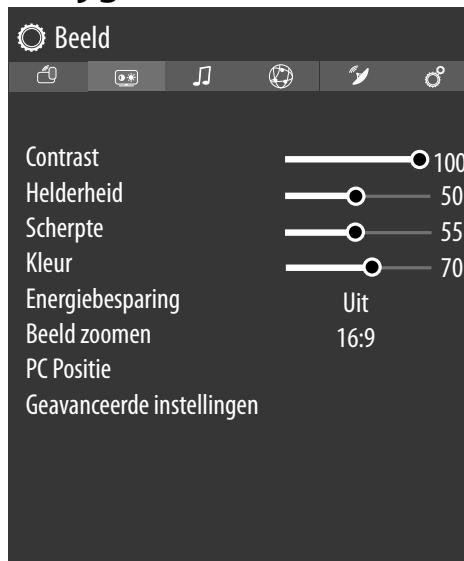 Beeld
Contrast 100
Helderheid 50
Scherpte 55
Kleur 70
Energiebesparing Uit
Beeld zoomen 16:9
PC Positie
Geavanceerde instellingen